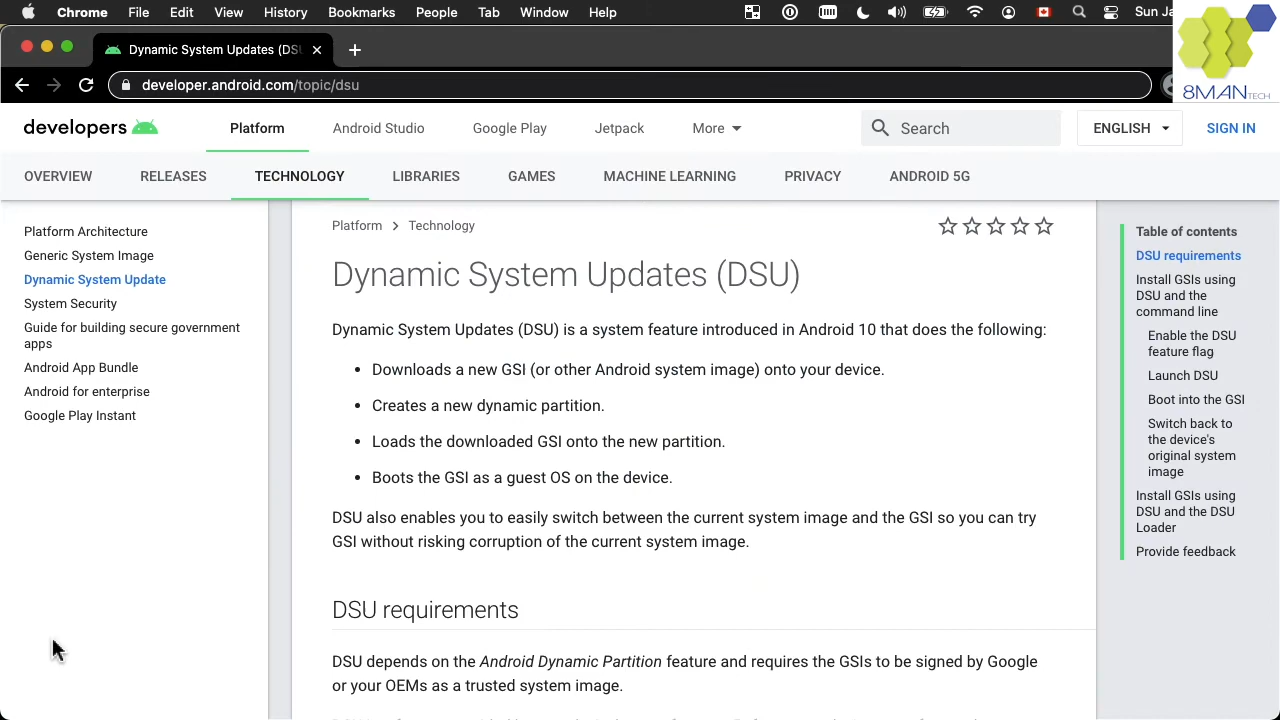 Chrome File Edit View History Bookmarks People Tab Window Help Sun Ja
Dynamic System Updates (DSU
developer.android.com/topic/dsu
8MANTECH
developers Platform Android Studio Google Play Jetpack More Search ENGLISH SIGN IN
OVERVIEW RELEASES TECHNOLOGY LIBRARIES GAMES MACHINE LEARNING PRIVACY ANDROID 5G
Platform Architecture
Generic System Image
Dynamic System Update
System Security
Guide for building secure government
apps
Android App Bundle
Android for enterprise
Google Play Instant
Platform > Technology
Dynamic System Updates (DSU)
Dynamic System Updates (DSU) is a system feature introduced in Android 10 that does the following:
• Downloads a new GSI (or other Android system image) onto your device.
• Creates a new dynamic partition.
• Loads the downloaded GSI onto the new partition.
• Boots the GSI as a guest OS on the device.
DSU also enables you to easily switch between the current system image and the GSI so you can try
GSI without risking corruption of the current system image.
DSU requirements
DSU depends on the Android Dynamic Partition feature and requires the GSIs to be signed by Google
or your OEMs as a trusted system image.
Table of contents
DSU requirements
Install GSIs using
DSU and the
command line
Enable the DSU
feature flag
Launch DSU
Boot into the GSI
Switch back to
the device's
original system
image
Install GSIs using
DSU and the DSU
Loader
Provide feedback